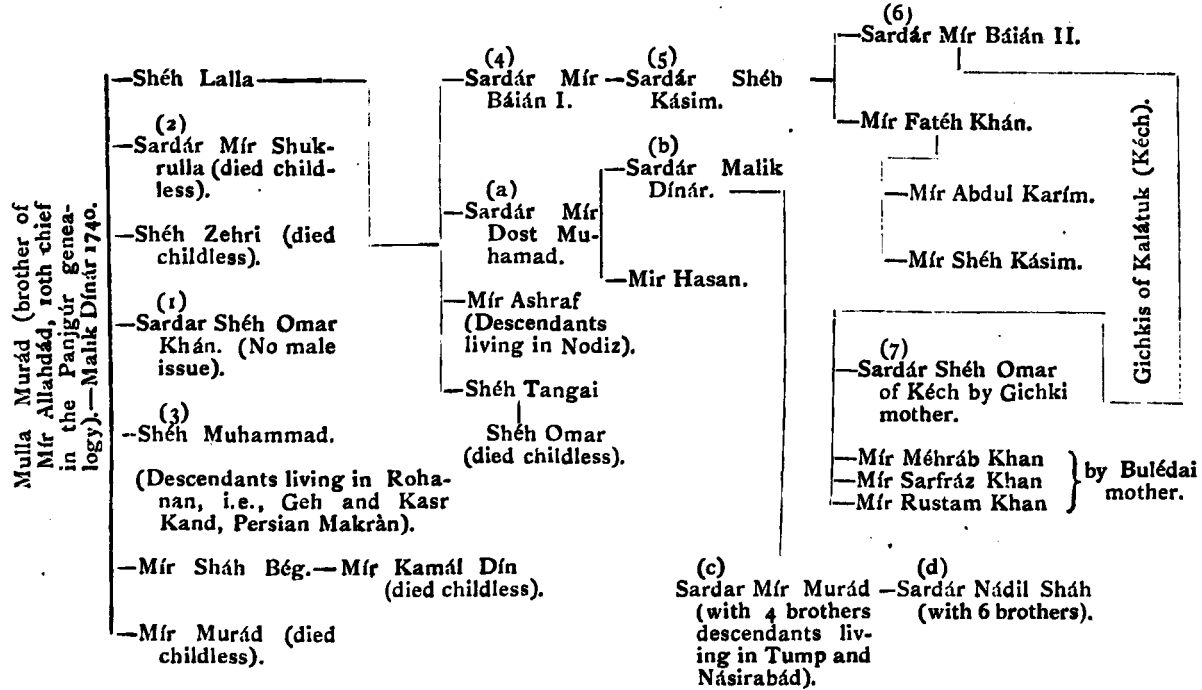 Mulla Murád (brother of
Mír Allahdád, 10th chief
in the Panjgúr genea-
logy).—Malik Dínár 1740.
—Shéh Lalla
(2)
—Sardár Mír Shuk-
rulla (died child-
less).
—Shéh Zehri (died
childless).
(1)
—Sardar Shéh Omar
Khán. (No male
issue).
(3)
—Shéh Muhammad.
(Descendants living in Roha-
nan, i.e., Geh and Kasr
Kand, Persian Makràn).
—Mír Sháh Bég.—Mír Kamál Dín
(died childless).
—Mír Murád (died
childless).
(4)
—Sardár Mír
Báián I.
(a)
—Sardár Mír
Dost Mu-
hamad.
—Mír Ashraf
(Descendants
living in Nodiz).
—Shéh Tangai
Shéh Omar
(died childless).
(5)
—Sardár Shéb
Kásim.
(b)
—Sardár Malik
Dínár.
—Mir Hasan.
(6)
—Sardár Mír Báián II.
—Mír Fatéh Khán.
—Mír Abdul Karím.
—Mír Shéh Kásim.
Gichkis of Kalátuk (Kéch).
(7)
—Sardár Shéh Omar
of Kéch by Gichki
mother.
—Mír Méhráb Khan
—Mír Sarfráz Khan
—Mír Rustam Khan
} by Bulédai
mother.
(c)
Sardar Mír Murád
(with 4 brothers
descendants liv-
ing in Tump and
Násirabád).
(d)
—Sardár Nádil Sháh
(with 6 brothers).